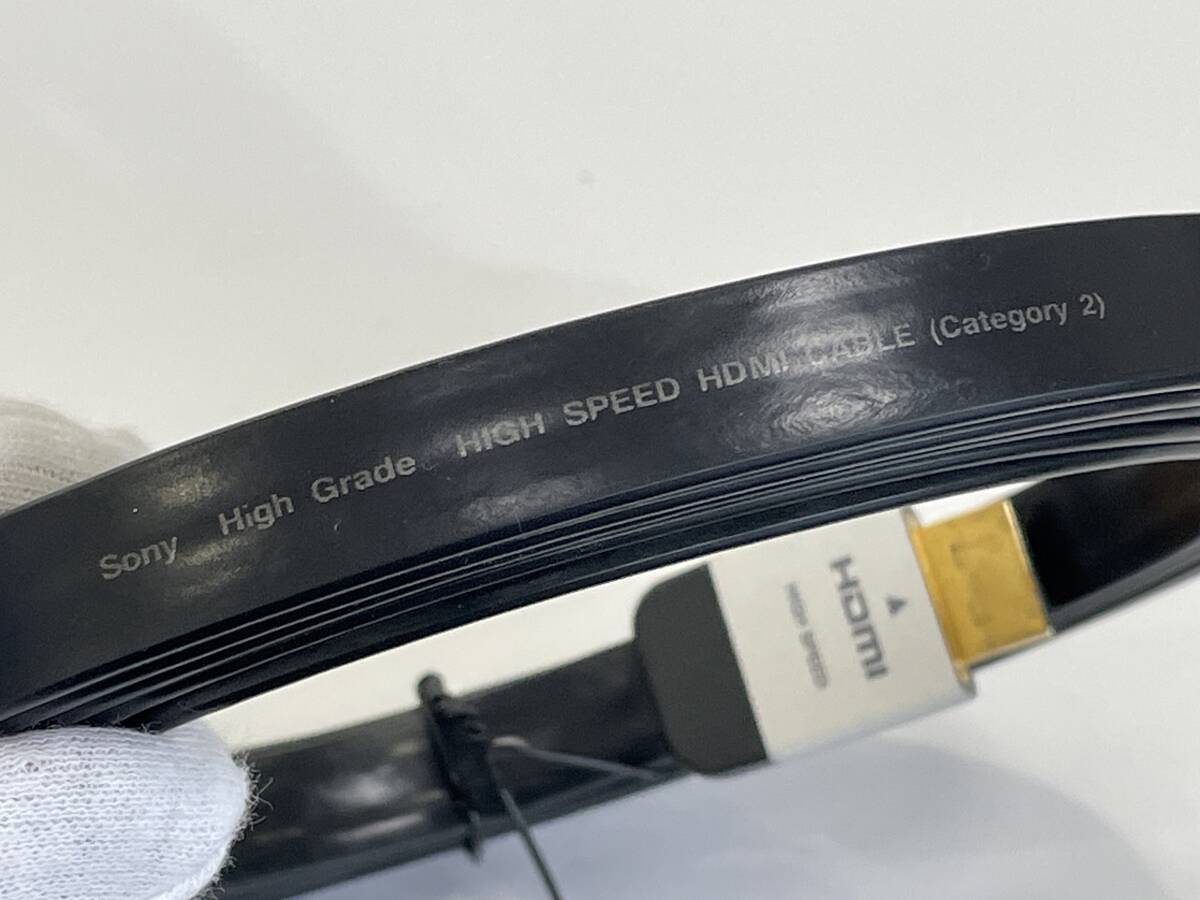 Sony High Grade HIGH SPEED HDMI CABLE (Category 2)
HDMI
HIGH SPEED